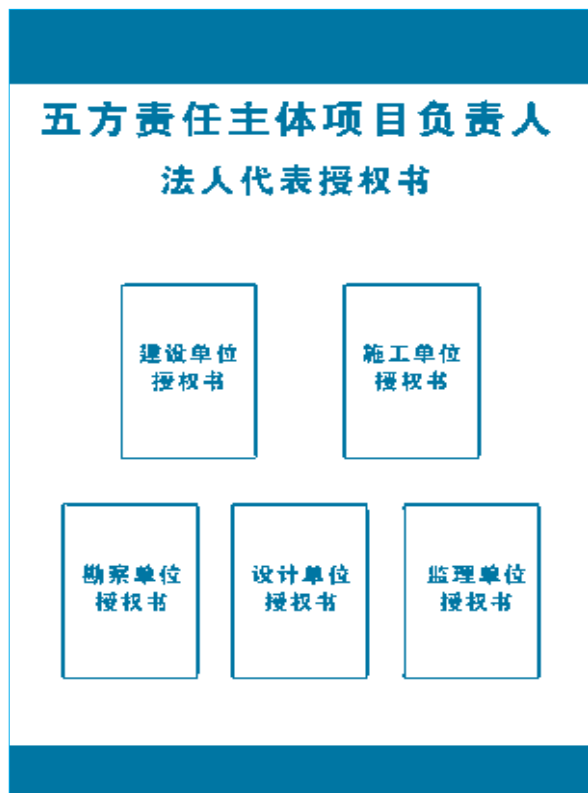 五方责任主体项目负责人
法人代表授权书
建设单位
授权书
施工单位
授权书
勘察单位
授权书
设计单位
授权书
监理单位
授权书